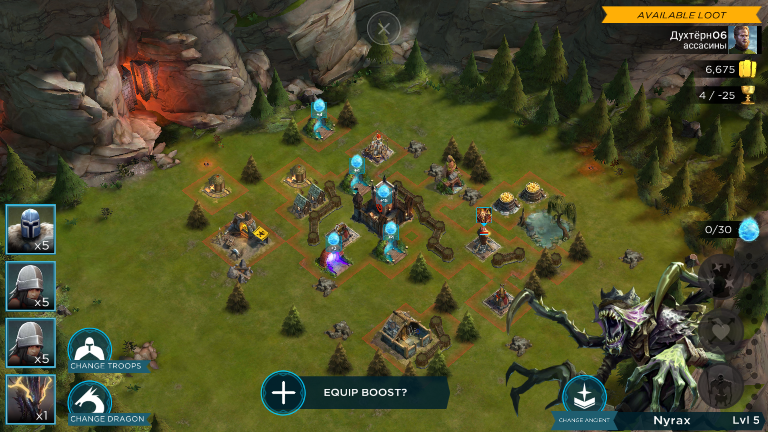 AVAILABLE LOOT
Духтёрн06
ассасины
6,675
4 / -25
x5
0/30
x5
x5
CHANGE TROOPS
x1
CHANGE DRAGON
EQUIP BOOST?
CHANGE ANCIENT
Nyrax
Lvl 5